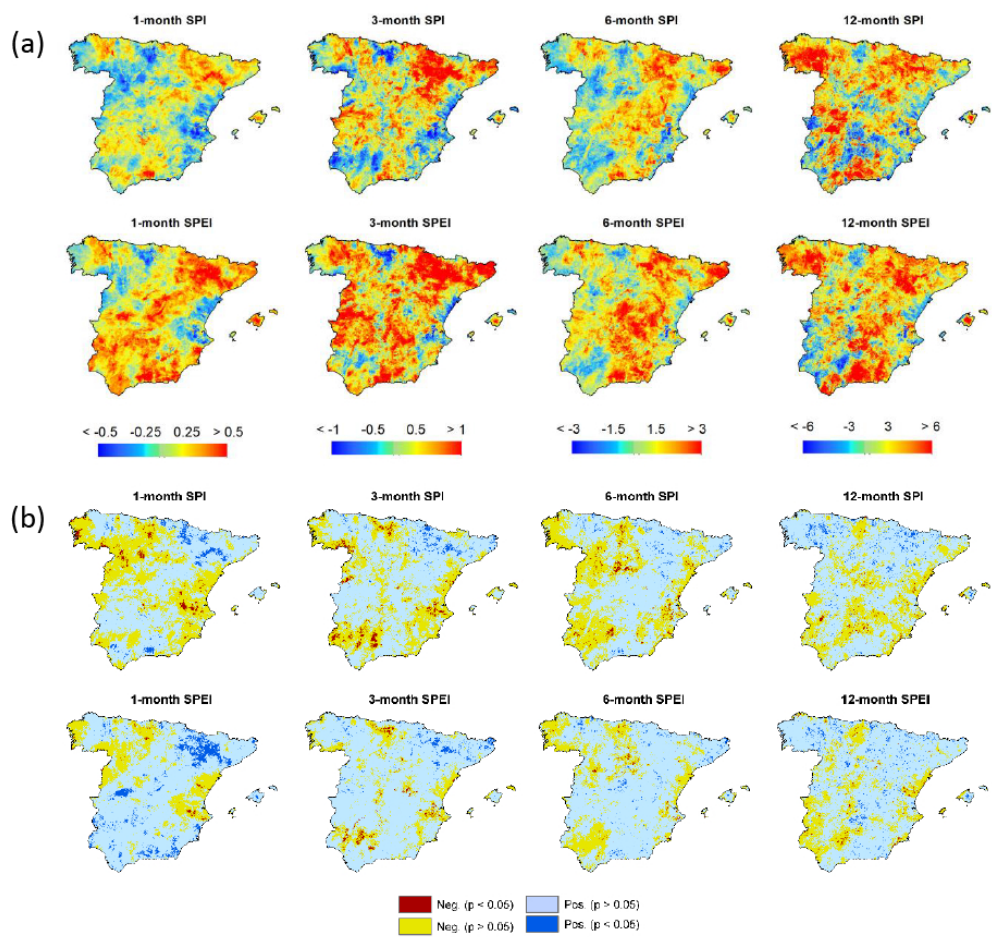 (a)
1-month SPI 3-month SPI 6-month SPI 12-month SPI
1-month SPEI 3-month SPEI 6-month SPEI 12-month SPEI
< -0.5 -0.25 0.25 > 0.5 < -1 -0.5 0.5 > 1 < -3 -1.5 1.5 > 3 < -6 -3 3 > 6
(b)
1-month SPI 3-month SPI 6-month SPI 12-month SPI
1-month SPEI 3-month SPEI 6-month SPEI 12-month SPEI
Neg. (p < 0.05) Pos. (p > 0.05)
Neg. (p > 0.05) Pos. (p < 0.05)